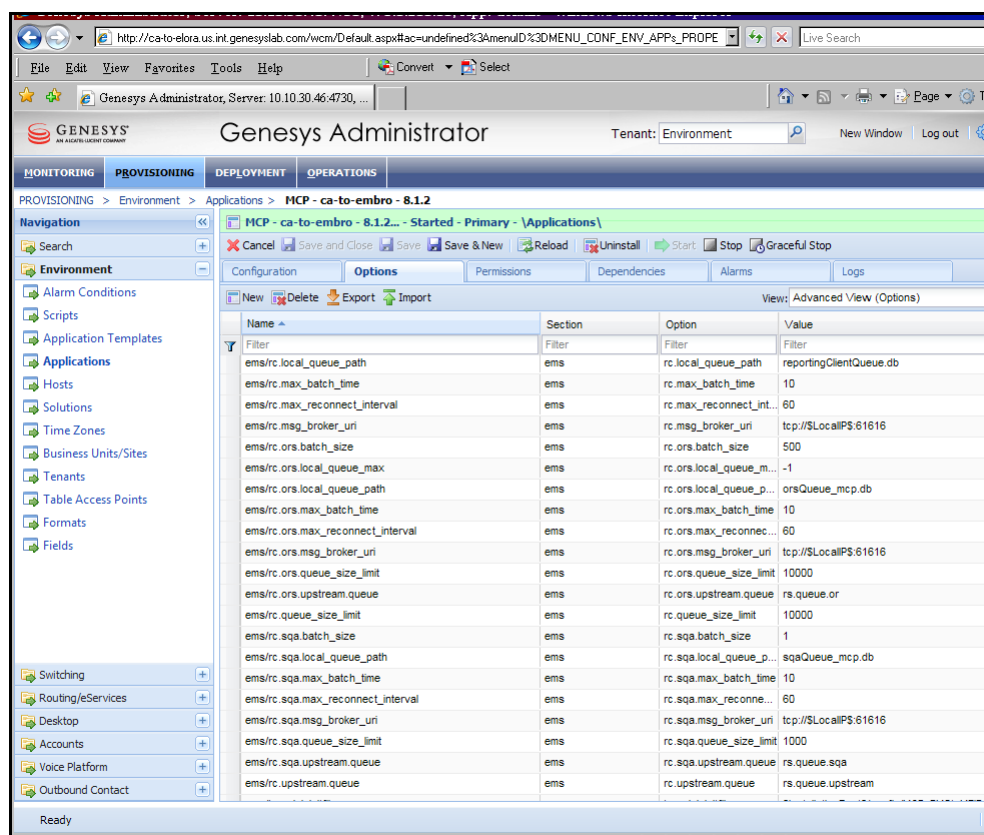 http://ca-to-elora.us.int.genesyslab.com/wcm/Default.aspx#ac=undefined%3AmenuID%3DMENU_CONF_ENV_APPs_PROPE Live Search
File Edit View Favorites Tools Help Convert Select
Genesys Administrator, Server: 10.10.30.46:4730, ... Page
GENESYS Genesys Administrator Tenant: Environment New Window Log out
AN ALCATEL-LUCENT COMPANY
MONITORING PROVISIONING DEPLOYMENT OPERATIONS
PROVISIONING > Environment > Applications > MCP - ca-to-embro - 8.1.2
Navigation
Search
Environment
Alarm Conditions
Scripts
Application Templates
Applications
Hosts
Solutions
Time Zones
Business Units/Sites
Tenants
Table Access Points
Formats
Fields
Switching
Routing/eServices
Desktop
Accounts
Voice Platform
Outbound Contact
MCP - ca-to-embro - 8.1.2... - Started - Primary - \Applications\
Cancel Save and Close Save Save & New Reload Uninstall Start Stop Graceful Stop
Configuration Options Permissions Dependencies Alarms Logs
New Delete Export Import View: Advanced View (Options)
Name Section Option Value
Filter Filter Filter Filter
ems/rc.local_queue_path ems rc.local_queue_path reportingClientQueue.db
ems/rc.max_batch_time ems rc.max_batch_time 10
ems/rc.max_reconnect_interval ems rc.max_reconnect_int... 60
ems/rc.msg_broker_uri ems rc.msg_broker_uri tcp://$LocalIP$:61616
ems/rc.ors.batch_size ems rc.ors.batch_size 500
ems/rc.ors.local_queue_max ems rc.ors.local_queue_m... -1
ems/rc.ors.local_queue_path ems rc.ors.local_queue_p... orsQueue_mcp.db
ems/rc.ors.max_batch_time ems rc.ors.max_batch_time 10
ems/rc.ors.max_reconnect_interval ems rc.ors.max_reconnec... 60
ems/rc.ors.msg_broker_uri ems rc.ors.msg_broker_uri tcp://$LocalIP$:61616
ems/rc.ors.queue_size_limit ems rc.ors.queue_size_limit 10000
ems/rc.ors.upstream.queue ems rc.ors.upstream.queue rs.queue.or
ems/rc.queue_size_limit ems rc.queue_size_limit 10000
ems/rc.sqa.batch_size ems rc.sqa.batch_size 1
ems/rc.sqa.local_queue_path ems rc.sqa.local_queue_p... sqaQueue_mcp.db
ems/rc.sqa.max_batch_time ems rc.sqa.max_batch_time 10
ems/rc.sqa.max_reconnect_interval ems rc.sqa.max_reconne... 60
ems/rc.sqa.msg_broker_uri ems rc.sqa.msg_broker_uri tcp://$LocalIP$:61616
ems/rc.sqa.queue_size_limit ems rc.sqa.queue_size_limit 1000
ems/rc.sqa.upstream.queue ems rc.sqa.upstream.queue rs.queue.sqa
ems/rc.upstream.queue ems rc.upstream.queue rs.queue.upstream
Ready